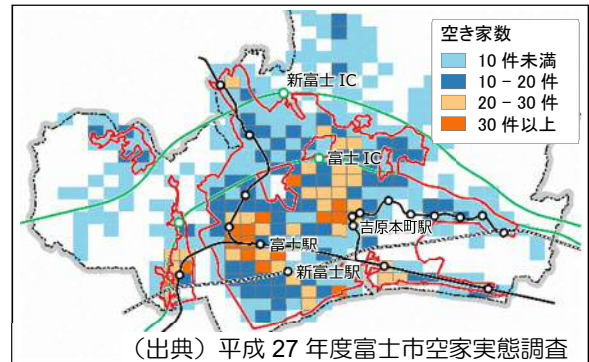 空き家数
10 件未満
10 − 20 件
20 − 30 件
30 件以上
新富士 IC
富士 IC
吉原本町駅
富士駅
新富士駅
（出典）平成 27 年度富士市空家実態調査